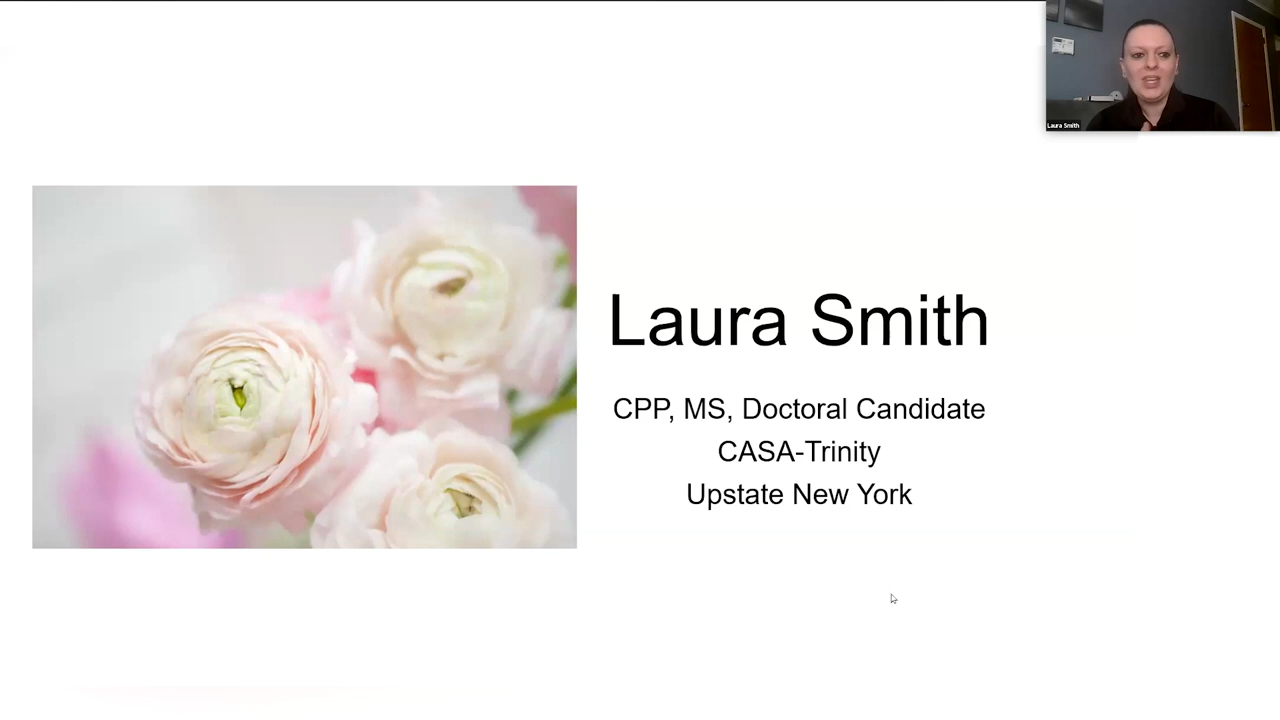 Laura Smith
Laura Smith
CPP, MS, Doctoral Candidate
CASA-Trinity
Upstate New York